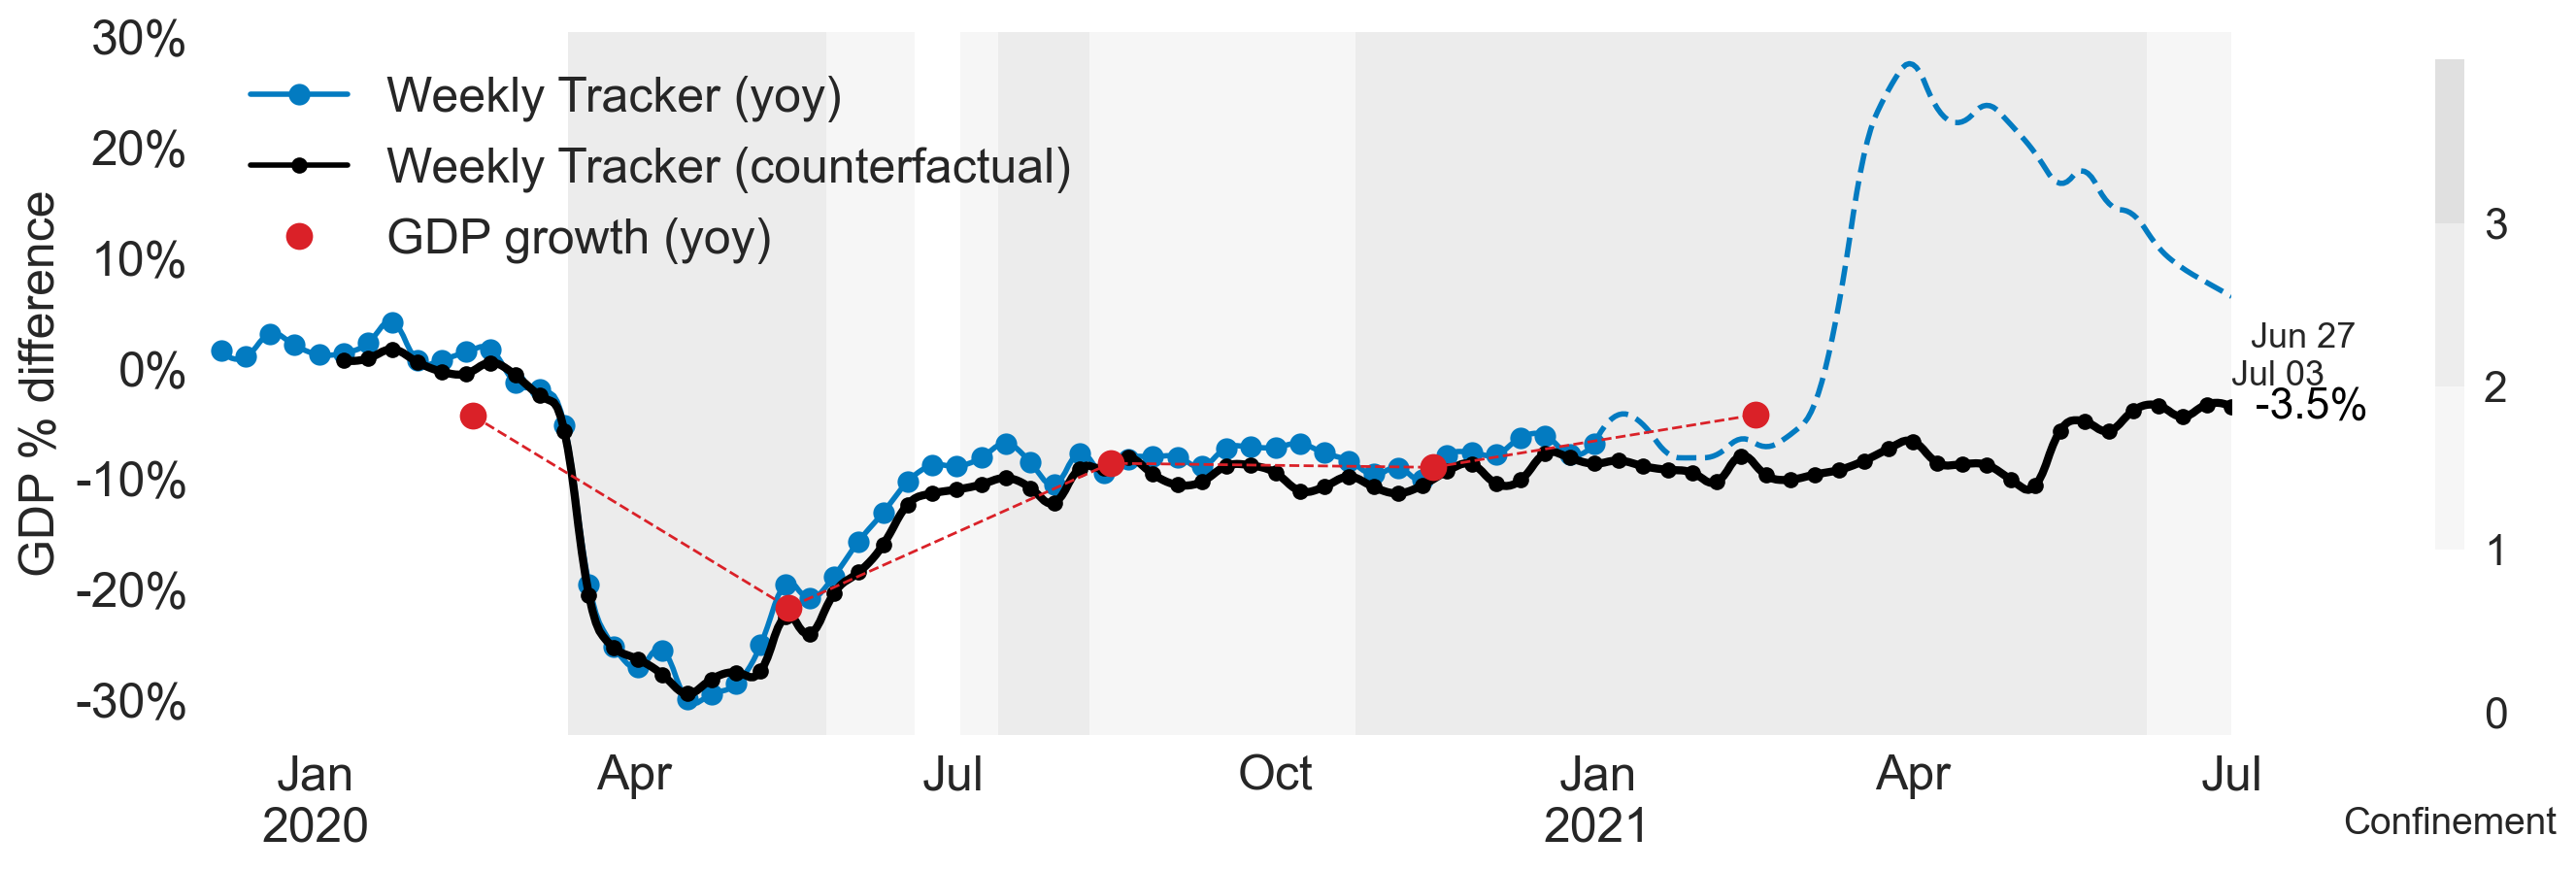 30%
20%
10%
0%
-10%
-20%
-30%
GDP % difference
Weekly Tracker (yoy)
Weekly Tracker (counterfactual)
GDP growth (yoy)
Jun 27
Jul 03
-3.5%
3
2
1
0
Jan
2020
Apr
Jul
Oct
Jan
2021
Apr
Jul
Confinement